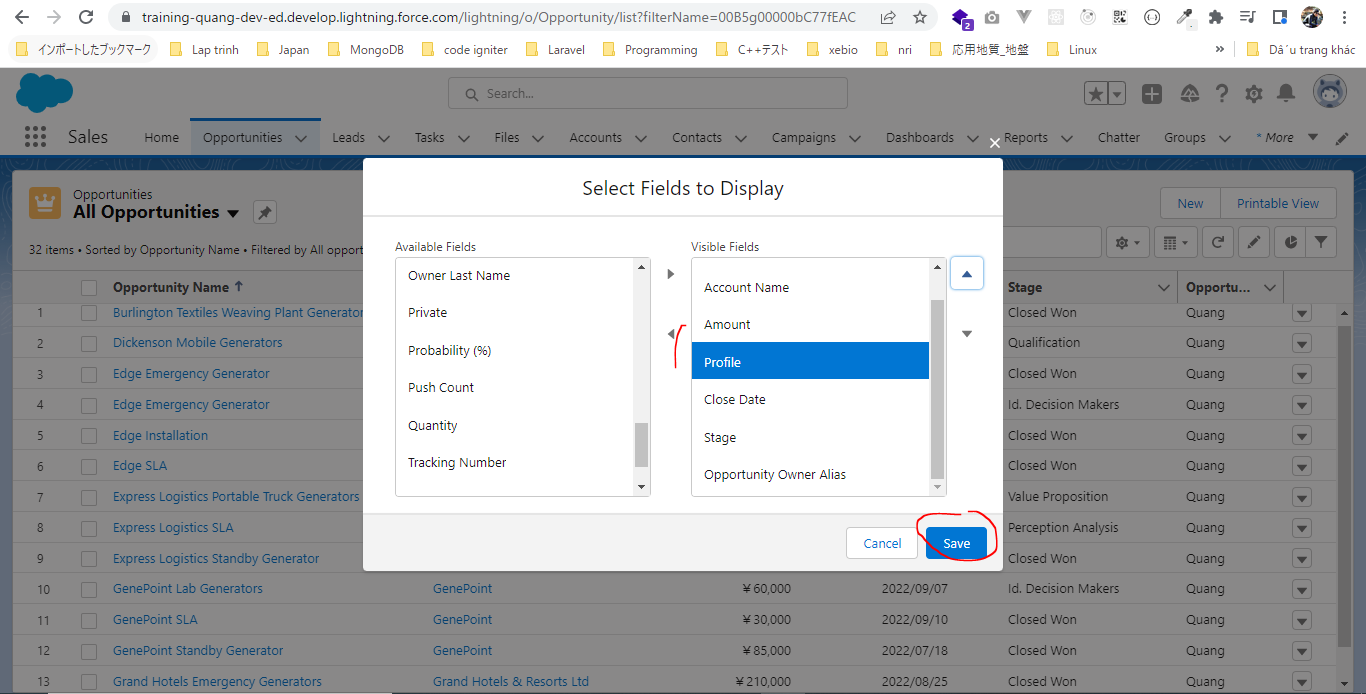 training-quang-dev-ed.develop.lightning.force.com/lightning/o/Opportunity/list?filterName=00B5g00000bC77fEAC
2
インポートしたブックマーク Lap trinh Japan MongoDB code igniter Laravel Programming C++テスト xebio nri 応用地質_地盤 Linux » Dấu trang khác
Search...
Sales Home Opportunities Leads Tasks Files Accounts Contacts Campaigns Dashboards Reports Chatter Groups * More
Select Fields to Display
Opportunities
All Opportunities
New Printable View
32 items • Sorted by Opportunity Name • Filtered by All opport
Available Fields
Owner Last Name
Private
Probability (%)
Push Count
Quantity
Tracking Number
Visible Fields
Account Name
Amount
Profile
Close Date
Stage
Opportunity Owner Alias
Cancel Save
Opportunity Name ↑ Stage Opportu...
1 Burlington Textiles Weaving Plant Generator Closed Won Quang
2 Dickenson Mobile Generators Qualification Quang
3 Edge Emergency Generator Closed Won Quang
4 Edge Emergency Generator Id. Decision Makers Quang
5 Edge Installation Closed Won Quang
6 Edge SLA Closed Won Quang
7 Express Logistics Portable Truck Generators Value Proposition Quang
8 Express Logistics SLA Perception Analysis Quang
9 Express Logistics Standby Generator Closed Won Quang
10 GenePoint Lab Generators GenePoint ¥ 60,000 2022/09/07 Id. Decision Makers Quang
11 GenePoint SLA GenePoint ¥ 30,000 2022/09/10 Closed Won Quang
12 GenePoint Standby Generator GenePoint ¥ 85,000 2022/07/18 Closed Won Quang
13 Grand Hotels Emergency Generators Grand Hotels & Resorts Ltd ¥ 210,000 2022/08/25 Closed Won Quang